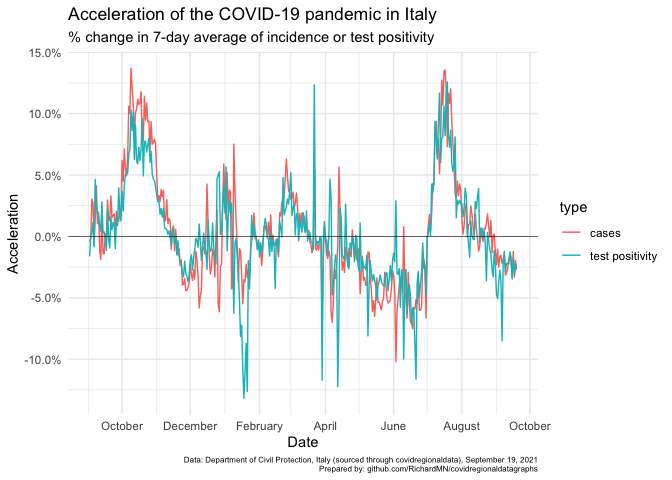 Acceleration of the COVID-19 pandemic in Italy
% change in 7-day average of incidence or test positivity
15.0%
10.0%
5.0%
0.0%
-5.0%
-10.0%
Acceleration
October December February April June August October
Date
type
cases
test positivity
Data: Department of Civil Protection, Italy (sourced through covidregionaldata), September 19, 2021
Prepared by: github.com/RichardMN/covidregionaldatagraphs